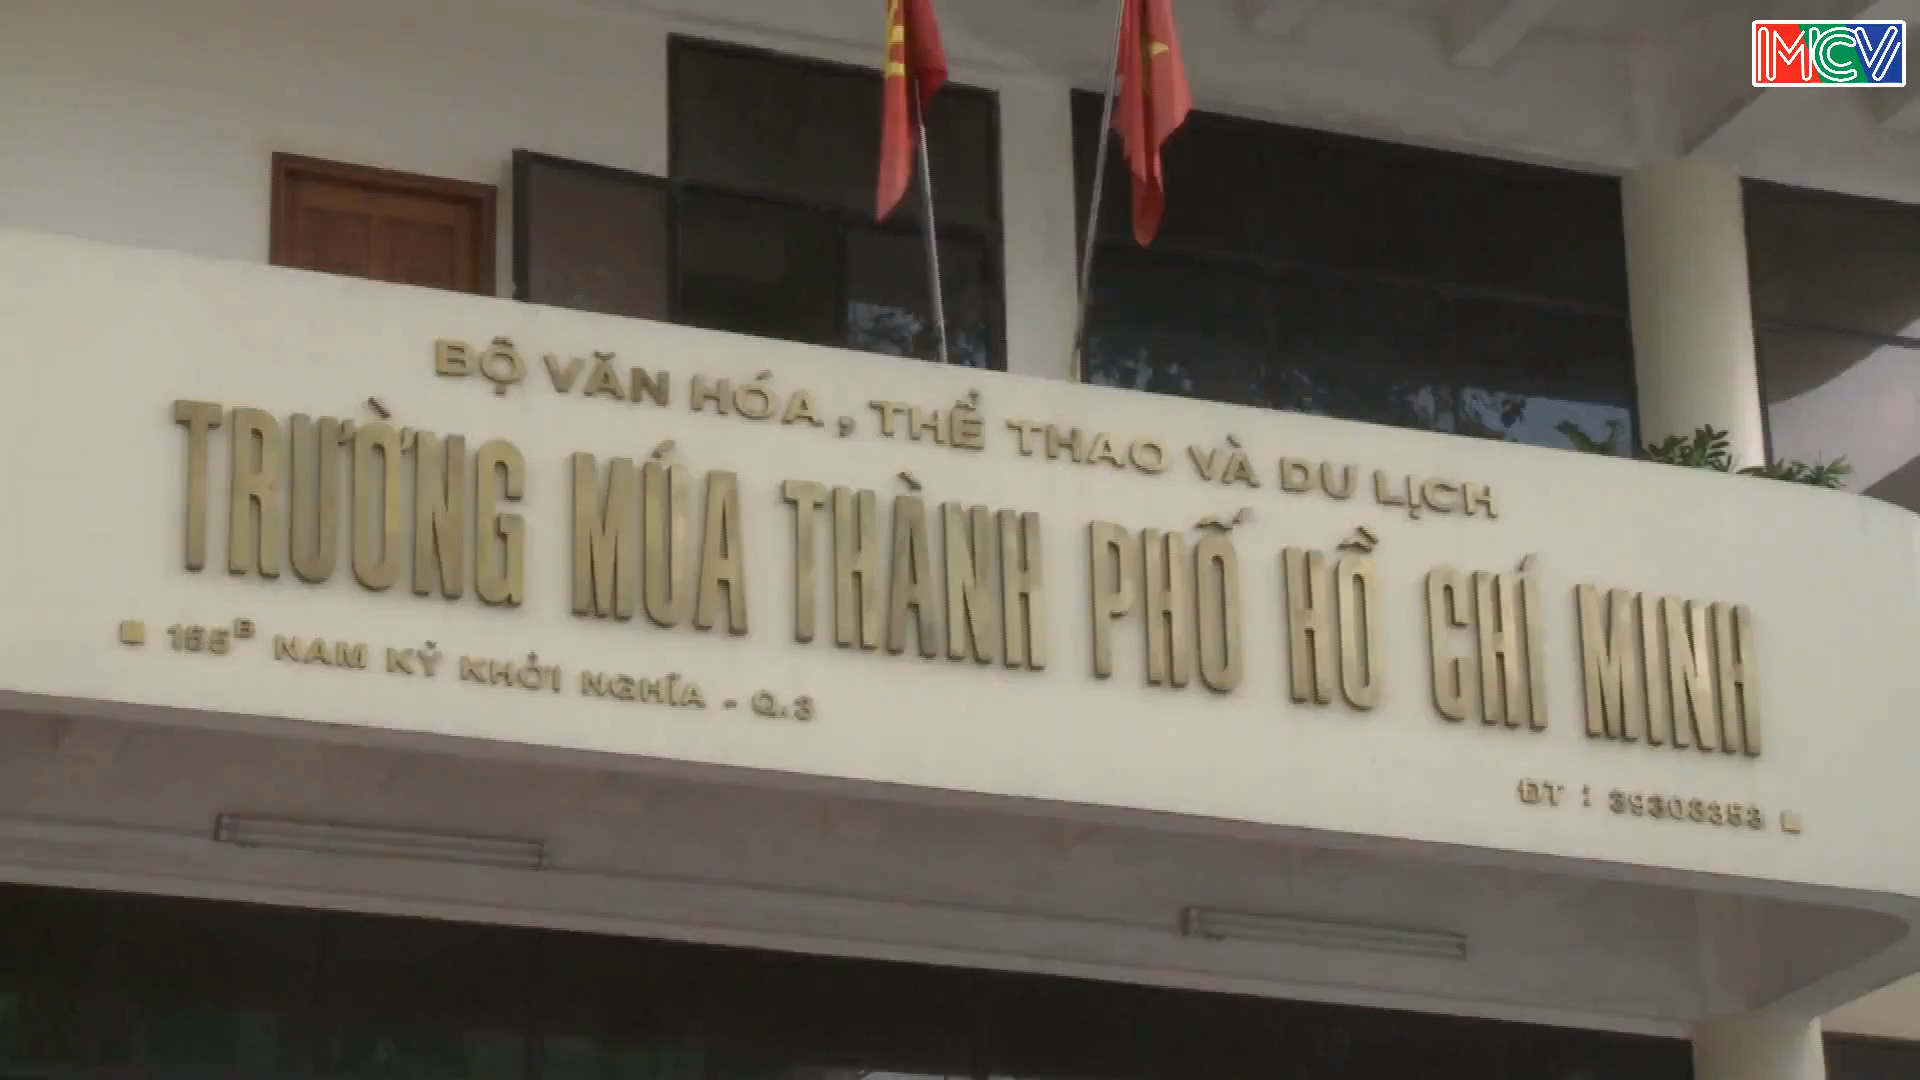 MCV
BỘ VĂN HÓA, THỂ THAO VÀ DU LỊCH
TRƯỜNG MÚA THÀNH PHỐ HỒ CHÍ MINH
155B NAM KỲ KHỞI NGHĨA - Q.3
ĐT : 39303353